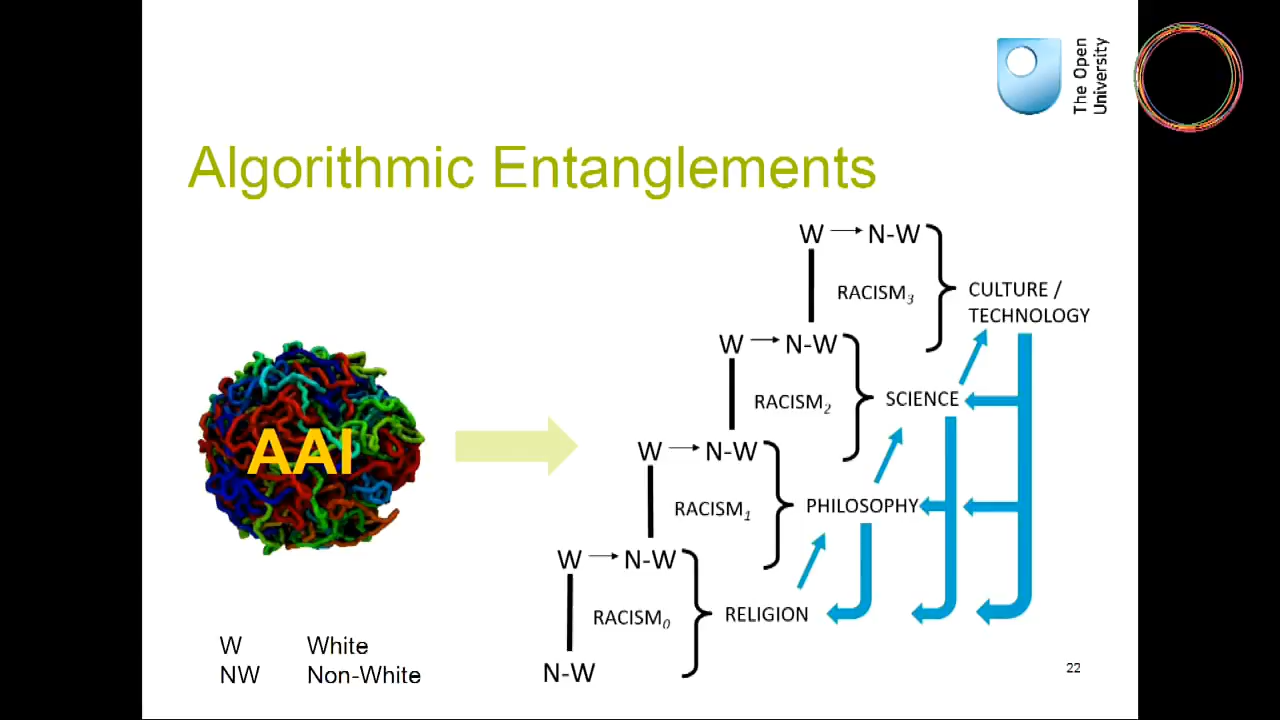 The Open
University
Algorithmic Entanglements
W → N-W
RACISM3
CULTURE /
TECHNOLOGY
W → N-W
RACISM2
SCIENCE
AAI
W → N-W
RACISM1
PHILOSOPHY
W → N-W
RACISM0
RELIGION
N-W
W White
NW Non-White
22